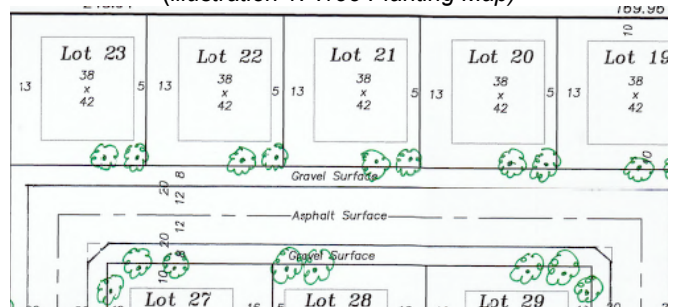 (Illustration 1: Tree Planting Map)
169.96
Lot 23
Lot 22
Lot 21
Lot 20
Lot 19
38
x
42
38
x
42
38
x
42
38
x
42
38
x
42
13
5
13
5
13
5
13
5
13
10
Gravel Surface
20
8
12
12
Asphalt Surface
20
8
10
Gravel Surface
Lot 27
Lot 28
Lot 29
16
5